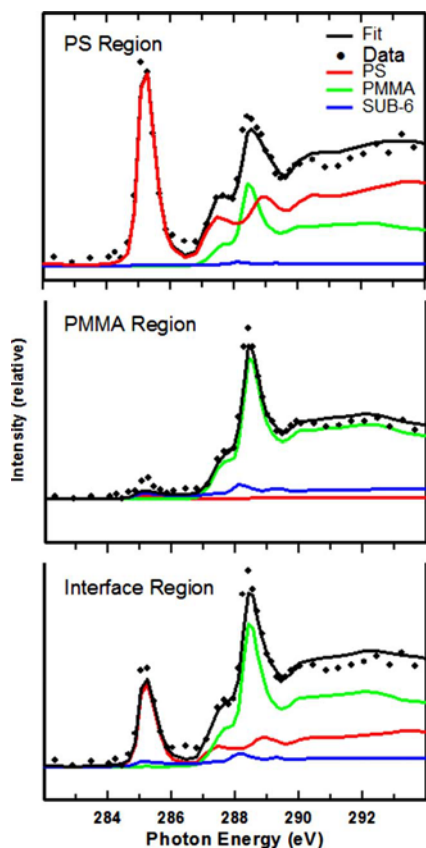 PS Region
Fit
Data
PS
PMMA
SUB-6
PMMA Region
Intensity (relative)
Interface Region
284 286 288 290 292
Photon Energy (eV)